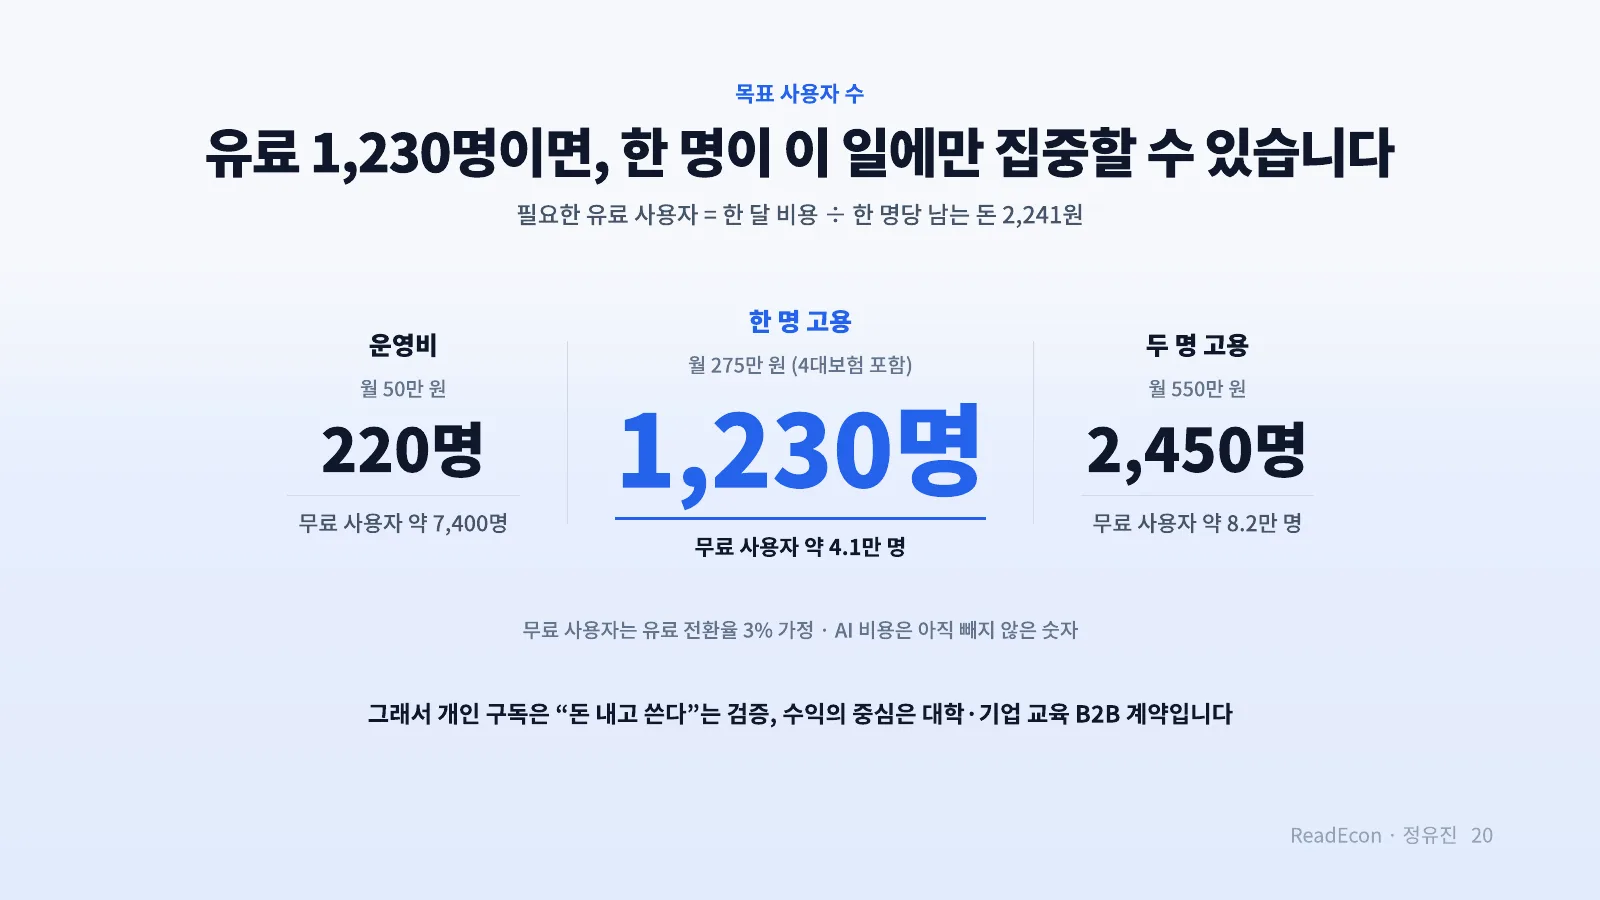 목표 사용자 수
유료 1,230명이면, 한 명이 이 일에만 집중할 수 있습니다
필요한 유료 사용자 = 한 달 비용 ÷ 한 명당 남는 돈 2,241원
운영비
월 50만 원
220명
무료 사용자 약 7,400명
한 명 고용
월 275만 원 (4대보험 포함)
1,230명
무료 사용자 약 4.1만 명
두 명 고용
월 550만 원
2,450명
무료 사용자 약 8.2만 명
무료 사용자는 유료 전환율 3% 가정 · AI 비용은 아직 빼지 않은 숫자
그래서 개인 구독은 “돈 내고 쓴다”는 검증, 수익의 중심은 대학·기업 교육 B2B 계약입니다
ReadEcon · 정유진 20